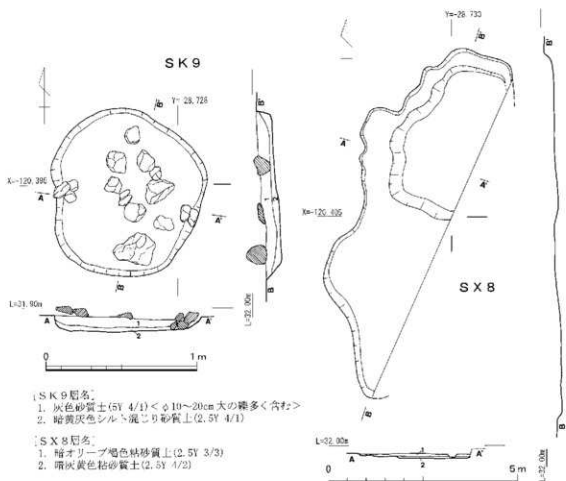 SK9
Y=-28.726
B'
X=-120.395
A
A'
B
L=31.90m
A
A'
1
2
0
1m
B'
1
2
B
L=32.00m
[SK9層名]
1. 灰色砂質土(5Y 4/1)<φ10~20cm大の礫多く含む>
2. 暗黄灰色シルト混じり砂質土(2.5Y 4/1)
[SX8層名]
1. 暗オリーブ褐色粘砂質土(2.5Y 3/3)
2. 暗灰黄色粘砂質土(2.5Y 4/2)
Y=-28.733
B'
A
A'
X=-120.405
SX8
B
B'
B
L=32.00m
L=32.00m
A
1
2
A'
0
5m